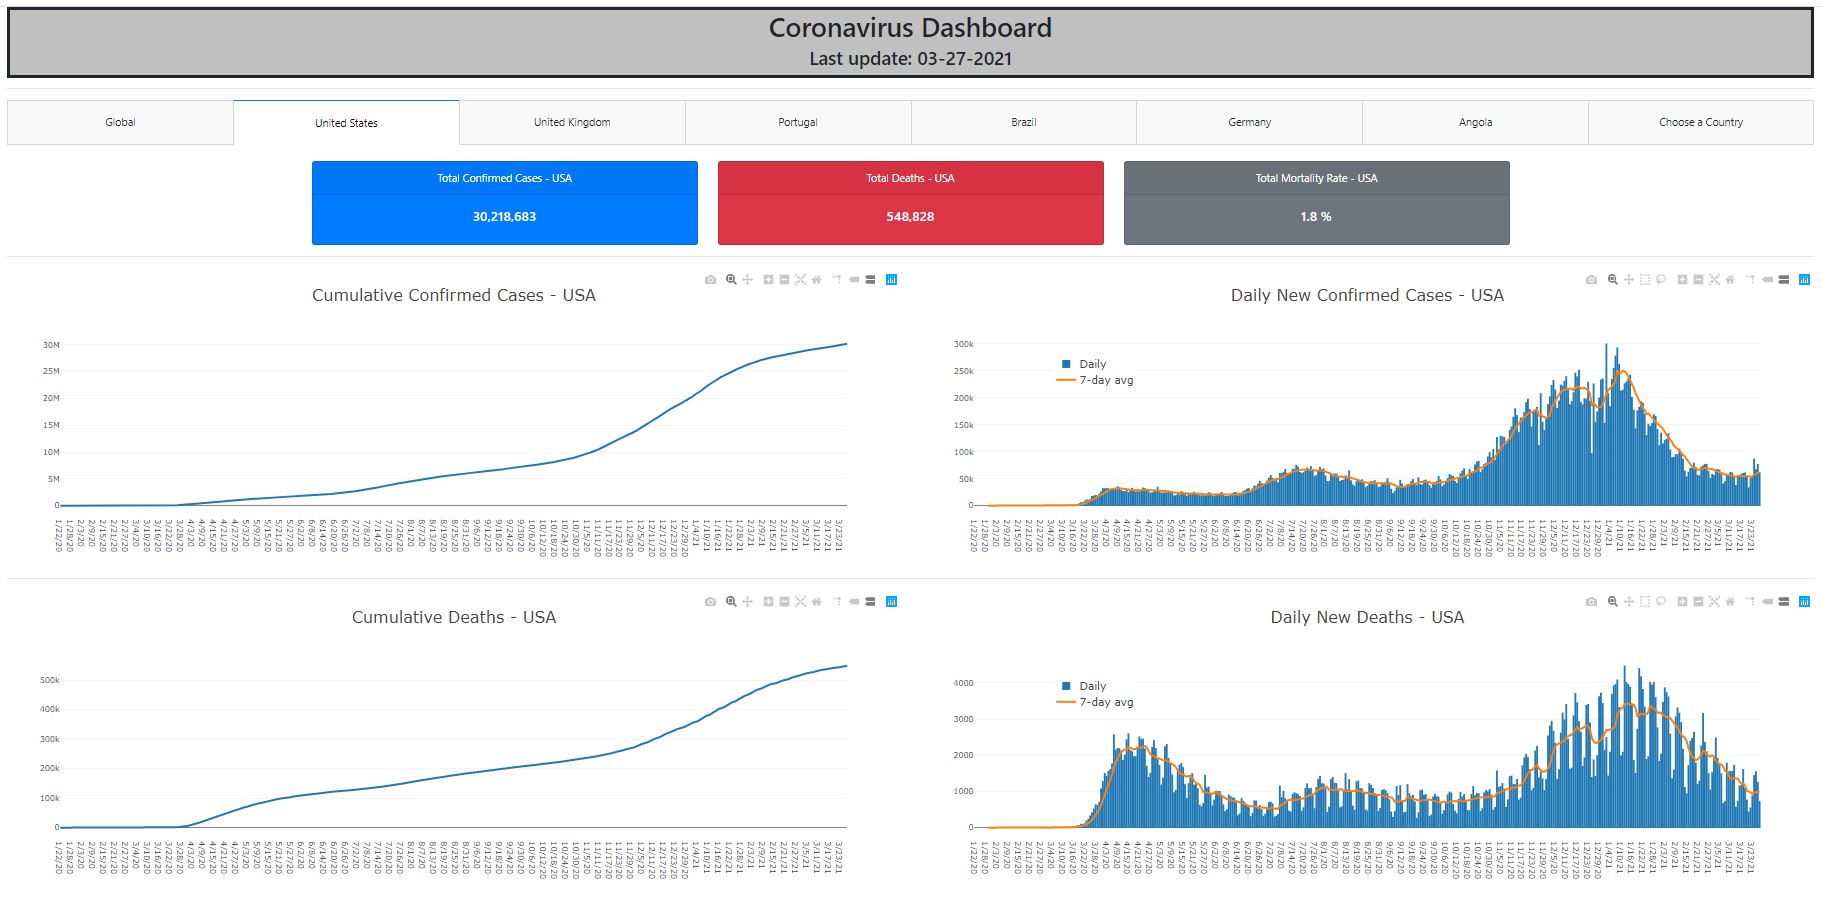 Coronavirus Dashboard
Last update: 03-27-2021
Global
United States
United Kingdom
Portugal
Brazil
Germany
Angola
Choose a Country
Total Confirmed Cases - USA
30,218,683
Total Deaths - USA
548,828
Total Mortality Rate - USA
1.8 %
Cumulative Confirmed Cases - USA
30M
25M
20M
15M
10M
5M
0
1/22/20
1/28/20
2/3/20
2/9/20
2/15/20
2/21/20
2/27/20
3/4/20
3/10/20
3/16/20
3/22/20
3/28/20
4/3/20
4/9/20
4/15/20
4/21/20
4/27/20
5/3/20
5/9/20
5/15/20
5/21/20
5/27/20
6/2/20
6/8/20
6/14/20
6/20/20
6/26/20
7/2/20
7/8/20
7/14/20
7/20/20
7/26/20
8/1/20
8/7/20
8/13/20
8/19/20
8/25/20
8/31/20
9/6/20
9/12/20
9/18/20
9/24/20
9/30/20
10/6/20
10/12/20
10/18/20
10/24/20
10/30/20
11/5/20
11/11/20
11/17/20
11/23/20
11/29/20
12/5/20
12/11/20
12/17/20
12/23/20
12/29/20
1/4/21
1/10/21
1/16/21
1/22/21
1/28/21
2/3/21
2/9/21
2/15/21
2/21/21
2/27/21
3/5/21
3/11/21
3/17/21
3/23/21
Daily New Confirmed Cases - USA
Daily
7-day avg
300k
250k
200k
150k
100k
50k
0
Cumulative Deaths - USA
500k
400k
300k
200k
100k
0
Daily New Deaths - USA
Daily
7-day avg
4000
3000
2000
1000
0